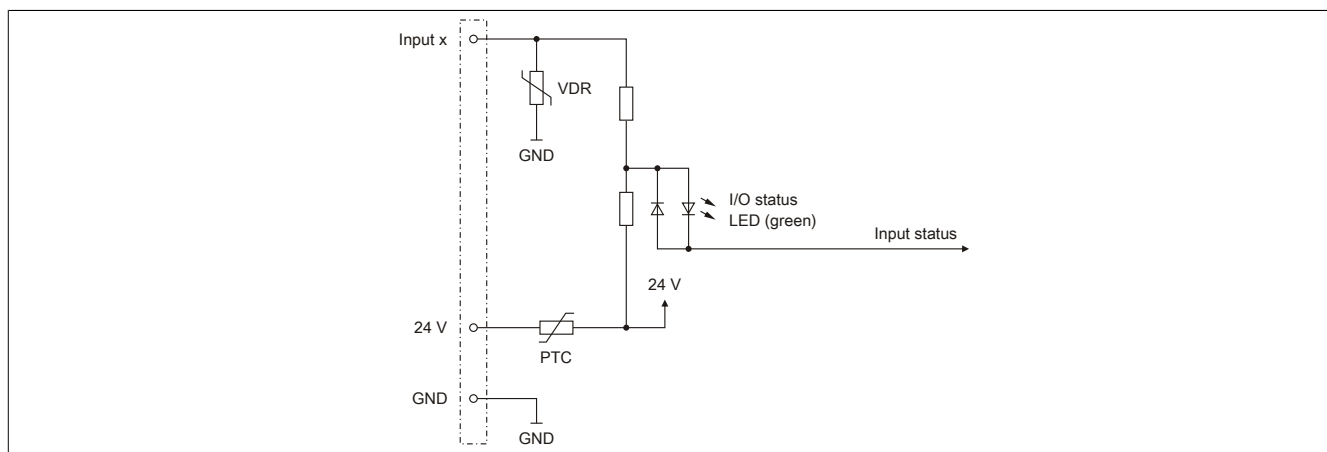 Input x
VDR
GND
I/O status
LED (green)
Input status
24 V
24 V
PTC
GND
GND